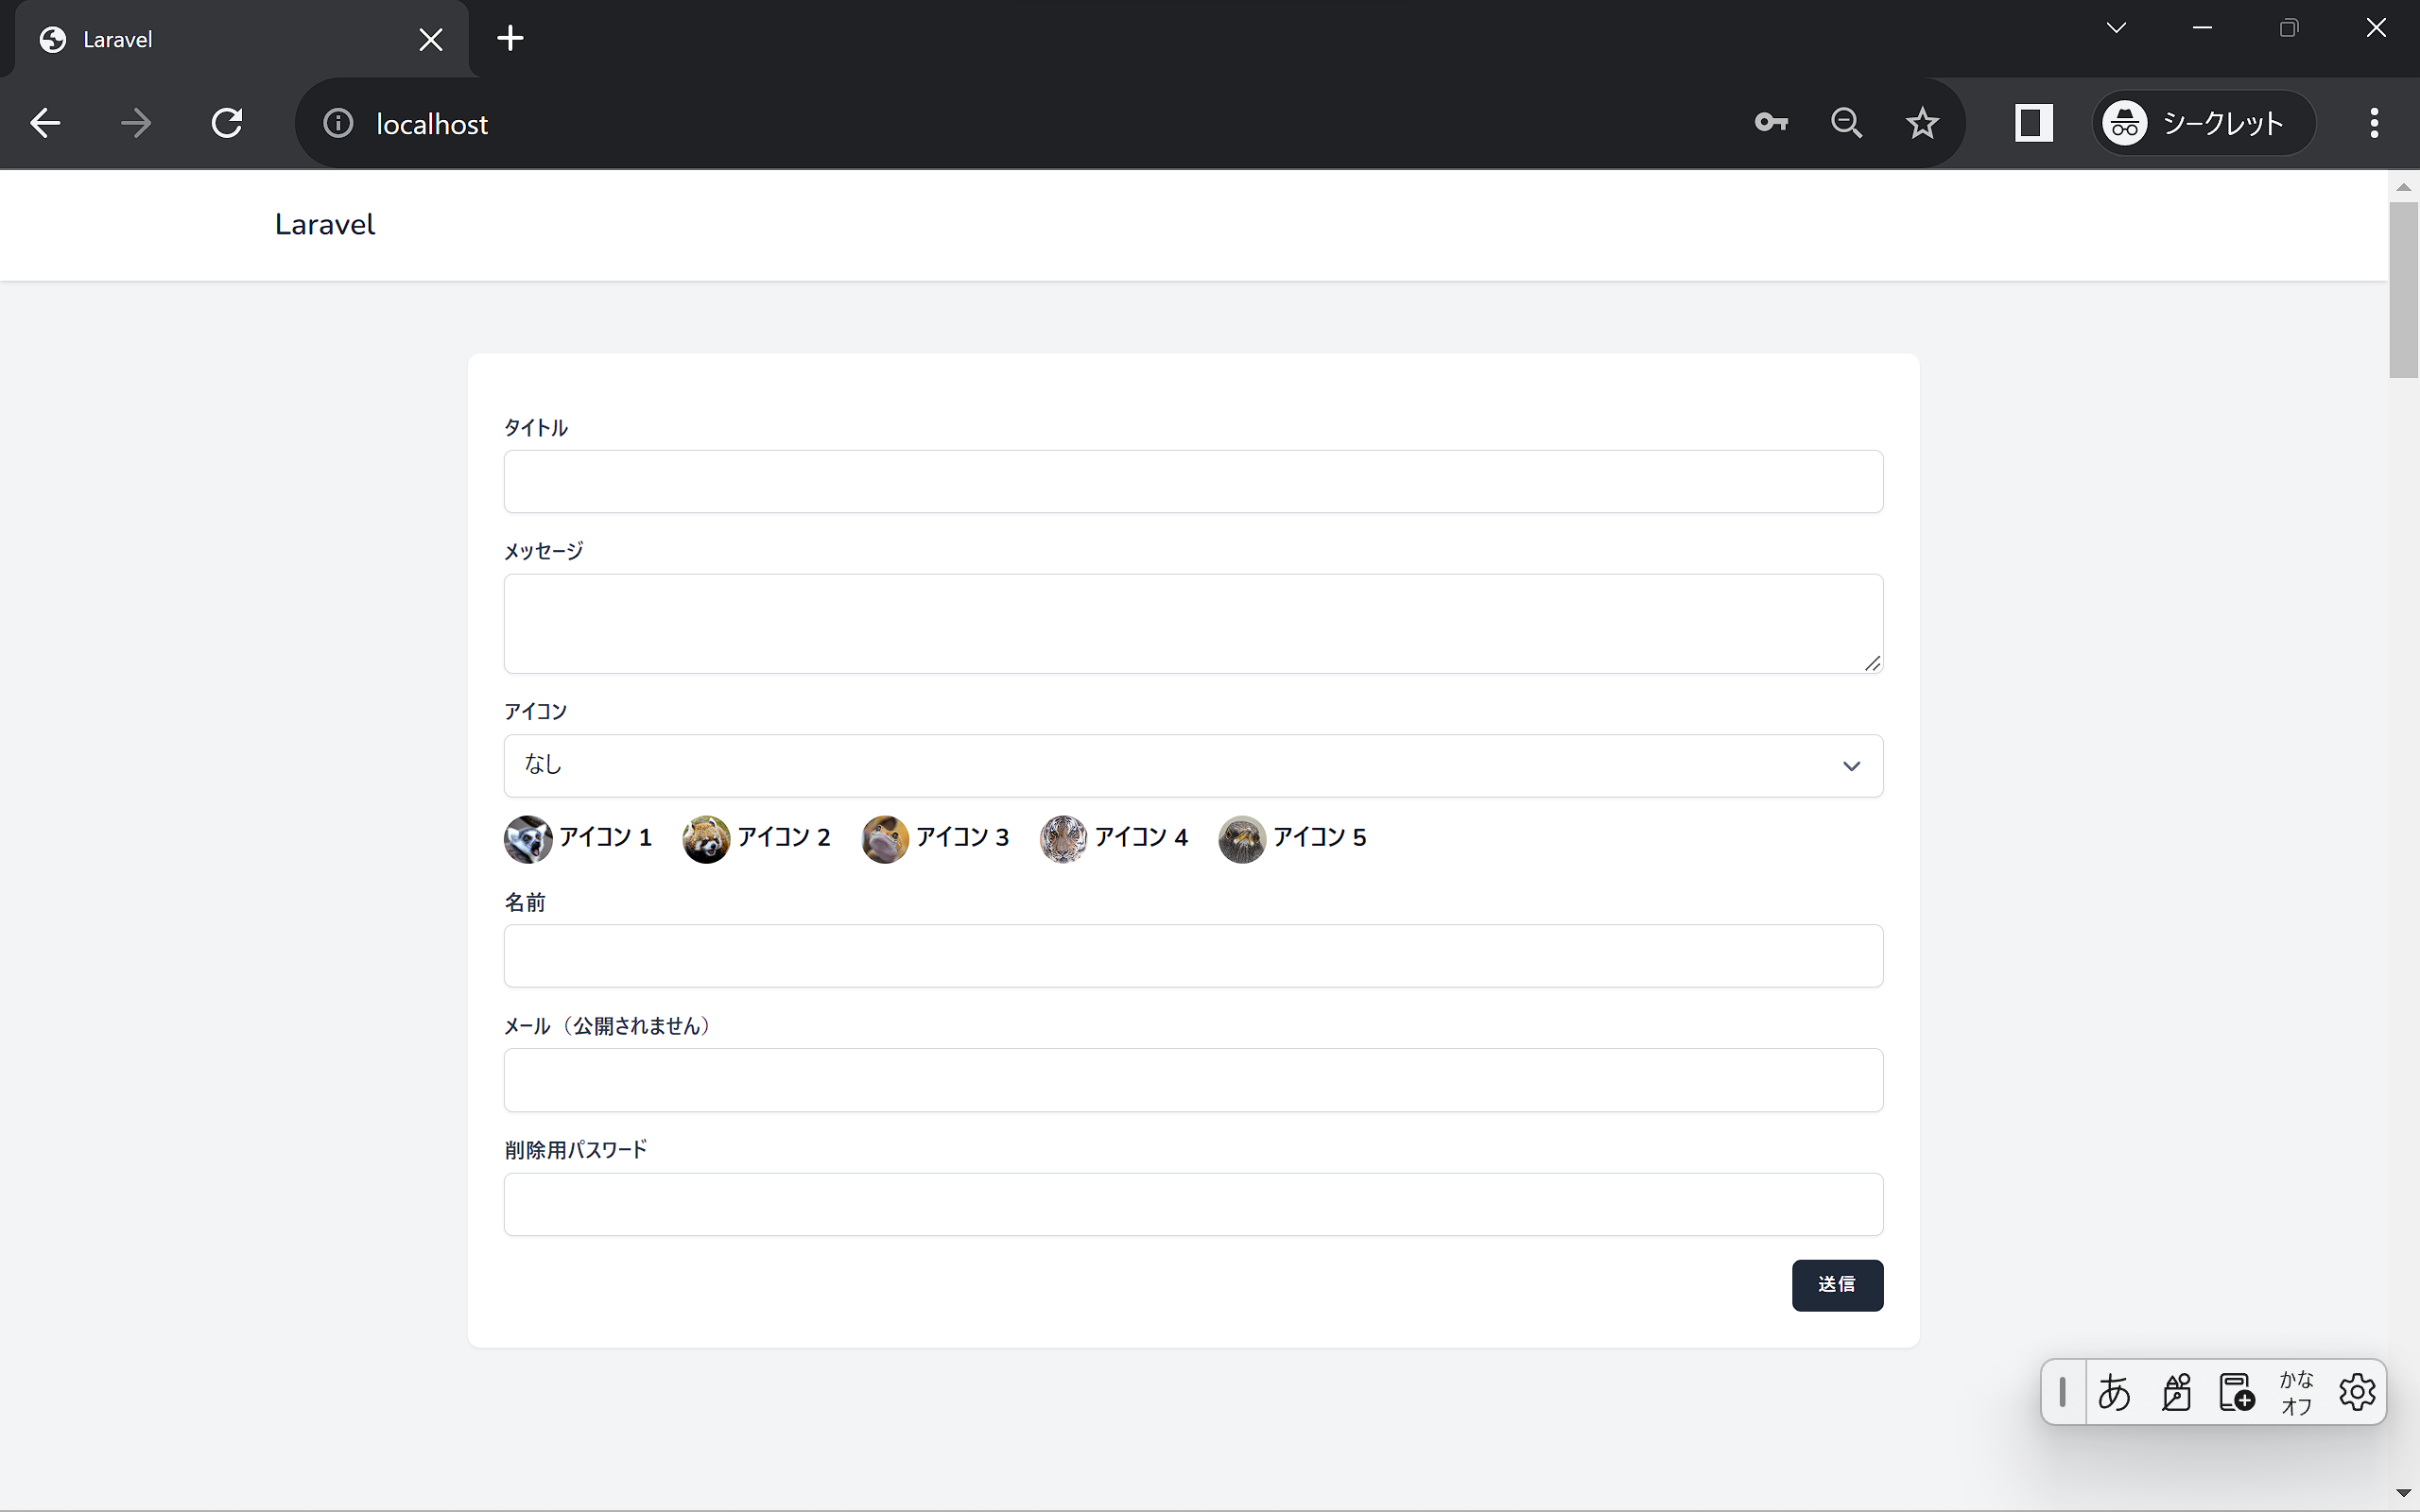 Laravel
localhost
シークレット
Laravel
タイトル
メッセージ
アイコン
なし
アイコン 1 アイコン 2 アイコン 3 アイコン 4 アイコン 5
名前
メール（公開されません）
削除用パスワード
送信
あ かな
オフ